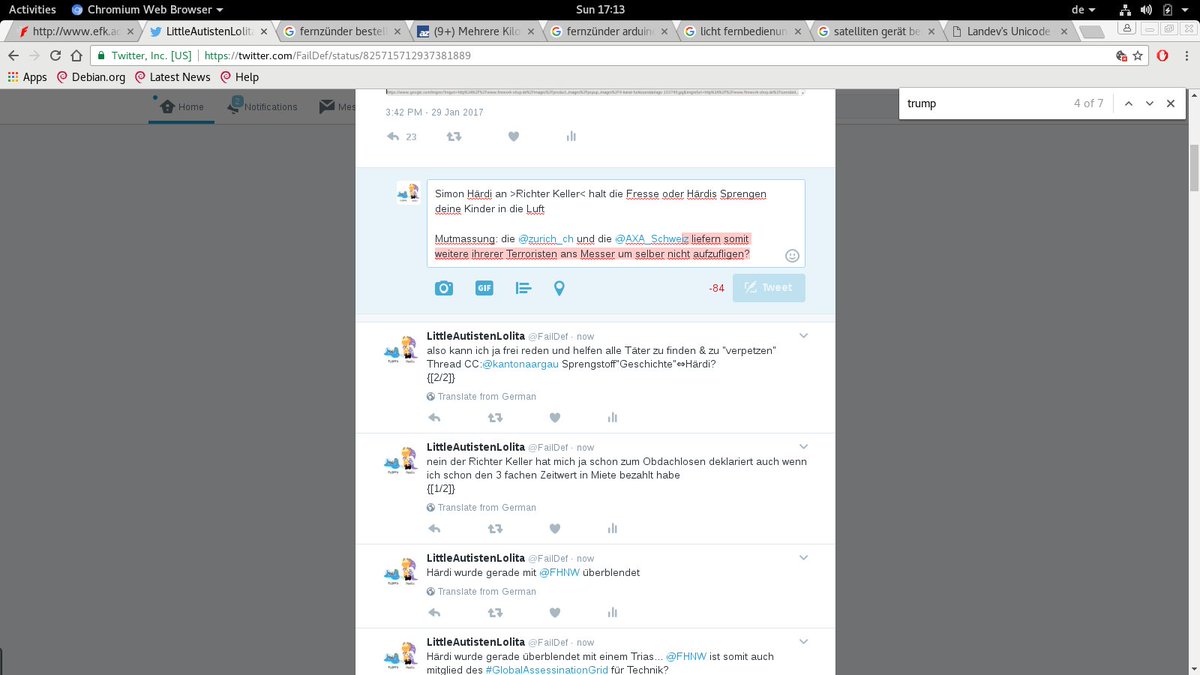 Activities Chromium Web Browser Sun 17:13 de
http://www.efk.ac LittleAutistenLolita fernzünder bestell (9+) Mehrere Kilo fernzünder arduin licht fernbedienun satelliten gerät be Landev's Unicode
Twitter, Inc. [US] https://twitter.com/FailDef/status/825715712937381889
Apps Debian.org Latest News Help
trump 4 of 7
Home 2 Notifications Mes
3:42 PM - 29 Jan 2017
23
Simon Härdi an >Richter Keller< halt die Fresse oder Härdis Sprengen
deine Kinder in die Luft
Mutmassung: die @zurich_ch und die @AXA_Schweiz liefern somit
weitere ihrerer Terroristen ans Messer um selber nicht aufzufligen?
GIF -84 Tweet
LittleAutistenLolita @FailDef · now
also kann ich ja frei reden und helfen alle Täter zu finden & zu "verpetzen"
Thread CC:@kantonaargau Sprengstoff"Geschichte"⇔Härdi?
{[2/2]}
Translate from German
LittleAutistenLolita @FailDef · now
nein der Richter Keller hat mich ja schon zum Obdachlosen deklariert auch wenn
ich schon den 3 fachen Zeitwert in Miete bezahlt habe
{[1/2]}
Translate from German
LittleAutistenLolita @FailDef · now
Härdi wurde gerade mit @FHNW überblendet
Translate from German
LittleAutistenLolita @FailDef · now
Härdi wurde gerade überblendet mit einem Trias... @FHNW ist somit auch
mitglied des #GlobalAssessinationGrid für Technik?